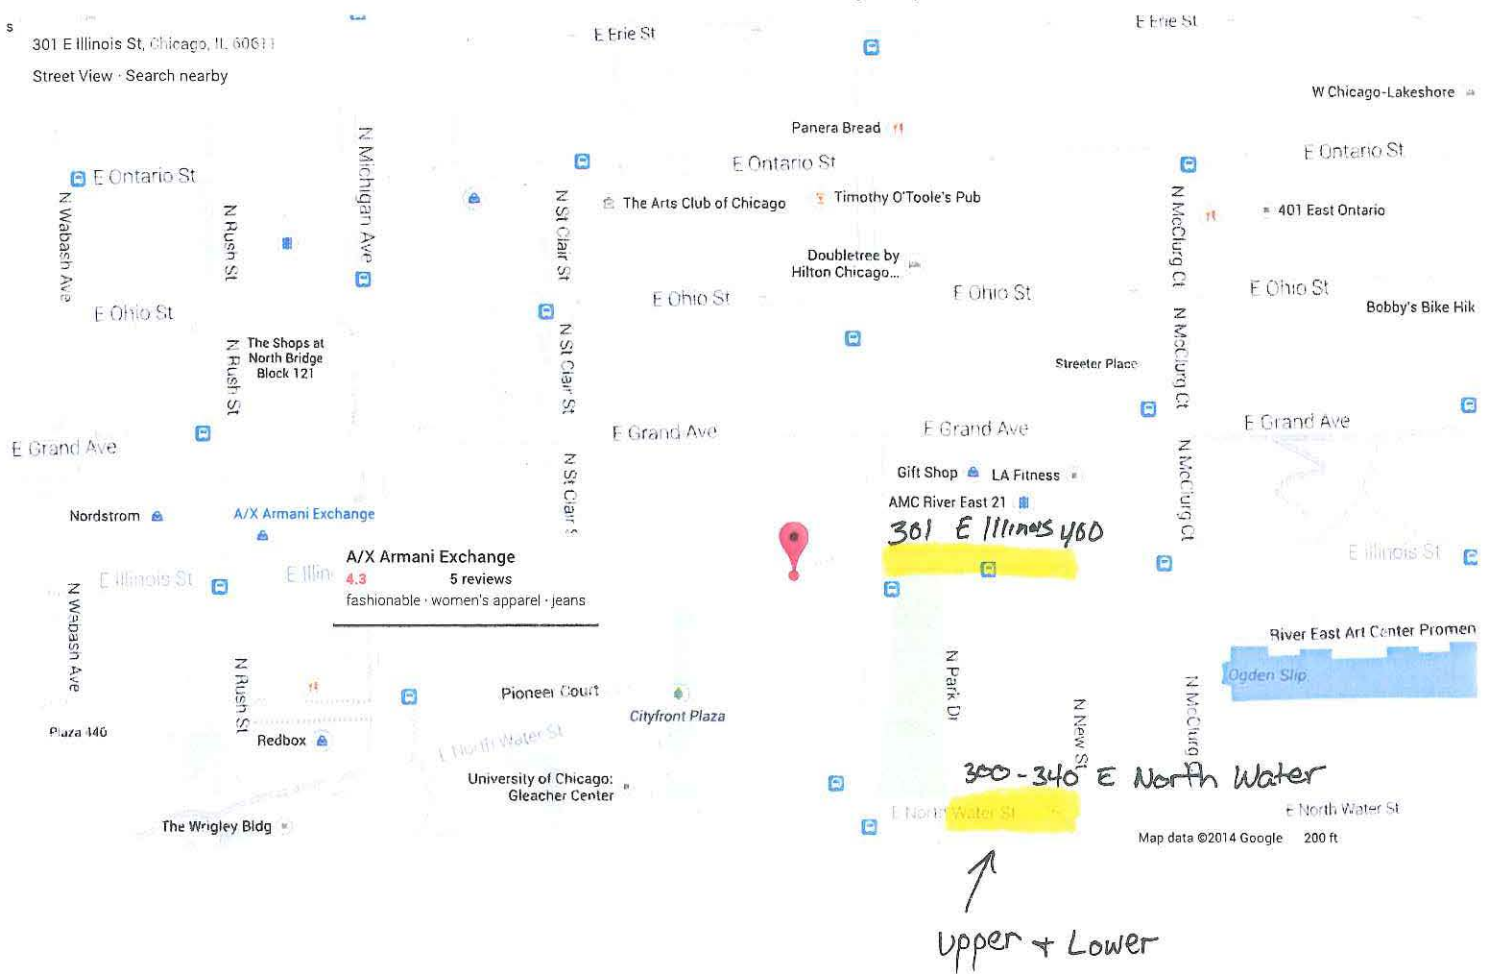 s
301 E Illinois St, Chicago, IL 60611
Street View · Search nearby
E Erie St
E Erie St
W Chicago-Lakeshore
Panera Bread
E Ontario St
E Ontario St
E Ontario St
N Wabash Ave
N Rush St
N Michigan Ave
N St Clair St
The Arts Club of Chicago
Timothy O'Toole's Pub
N McClurg Ct
401 East Ontario
Doubletree by
Hilton Chicago...
E Ohio St
E Ohio St
E Ohio St
E Ohio St
Bobby's Bike Hik
N Rush St
The Shops at
North Bridge
Block 121
N St Clair St
Streeter Place
N McClurg Ct
E Grand Ave
E Grand Ave
E Grand Ave
E Grand Ave
N St Clair S
Gift Shop
LA Fitness
N McClurg Ct
AMC River East 21
Nordstrom
A/X Armani Exchange
301 E Illinois 400
A/X Armani Exchange
4.3 5 reviews
fashionable · women's apparel · jeans
E Illinois St
E Illin
E Illinois St
N Wabash Ave
N Rush St
River East Art Center Promen
Ogden Slip
N Park Dr
N New St
N McClurg
Pioneer Court
Cityfront Plaza
Plaza 440
Redbox
E North Water St
University of Chicago:
Gleacher Center
300-340 E North Water
E North Water St
E North Water St
The Wrigley Bldg
Map data ©2014 Google 200 ft
Upper + Lower